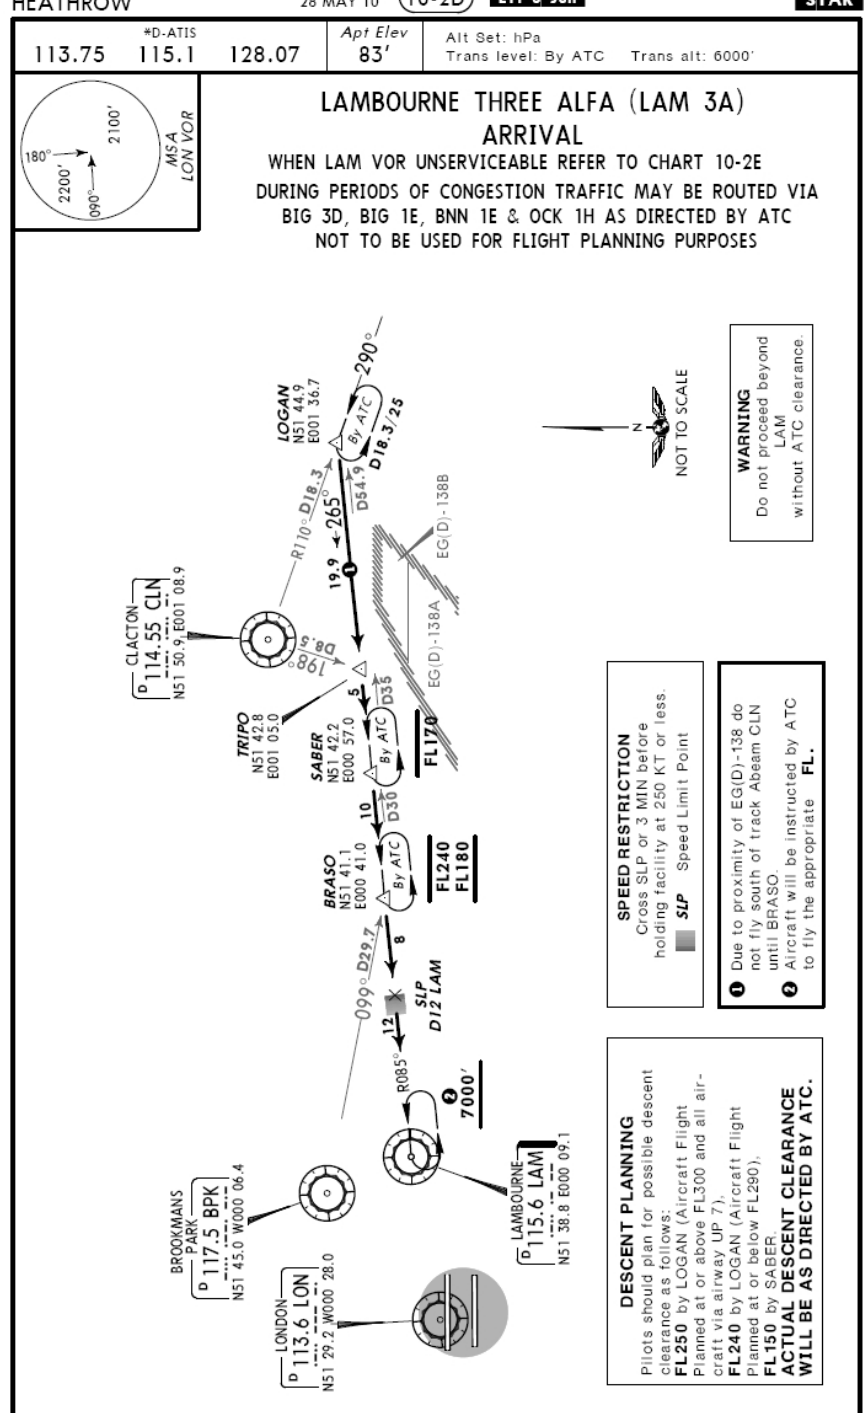 HEATHROW
28 MAY 10
10-2D
STAR
*D-ATIS
113.75 115.1 128.07
Apt Elev
83'
Alt Set: hPa
Trans level: By ATC Trans alt: 6000'
2100'
180°
2200'
090°
MSA
LON VOR
LAMBOURNE THREE ALFA (LAM 3A)
ARRIVAL
WHEN LAM VOR UNSERVICEABLE REFER TO CHART 10-2E
DURING PERIODS OF CONGESTION TRAFFIC MAY BE ROUTED VIA
BIG 3D, BIG 1E, BNN 1E & OCK 1H AS DIRECTED BY ATC
NOT TO BE USED FOR FLIGHT PLANNING PURPOSES
290°
LOGAN
N51 44.9
E001 36.7
By ATC
D18.3/25
R110° D18.3
D54.9
265°
19.9
1
EG(D)-138B
EG(D)-138A
CLACTON
D 114.55 CLN
N51 50.9 E001 08.9
198°
D8.5
TRIPO
N51 42.8
E001 05.0
5
D35
SABER
N51 42.2
E000 57.0
By ATC
FL170
10
D30
BRASO
N51 41.1
E000 41.0
By ATC
FL240
FL180
099° D29.7
8
SLP
D12 LAM
12
R085°
2
7000'
LAMBOURNE
D 115.6 LAM
N51 38.8 E000 09.1
BROOKMANS
PARK
D 117.5 BPK
N51 45.0 W000 06.4
LONDON
D 113.6 LON
N51 29.2 W000 28.0
N
NOT TO SCALE
WARNING
Do not proceed beyond
LAM
without ATC clearance.
SPEED RESTRICTION
Cross SLP or 3 MIN before
holding facility at 250 KT or less.
SLP Speed Limit Point
1 Due to proximity of EG(D)-138 do
not fly south of track Abeam CLN
until BRASO.
2 Aircraft will be instructed by ATC
to fly the appropriate FL.
DESCENT PLANNING
Pilots should plan for possible descent
clearance as follows:
FL250 by LOGAN (Aircraft Flight
Planned at or above FL300 and all air-
craft via airway UP 7),
FL240 by LOGAN (Aircraft Flight
Planned at or below FL290),
FL150 by SABER.
ACTUAL DESCENT CLEARANCE
WILL BE AS DIRECTED BY ATC.